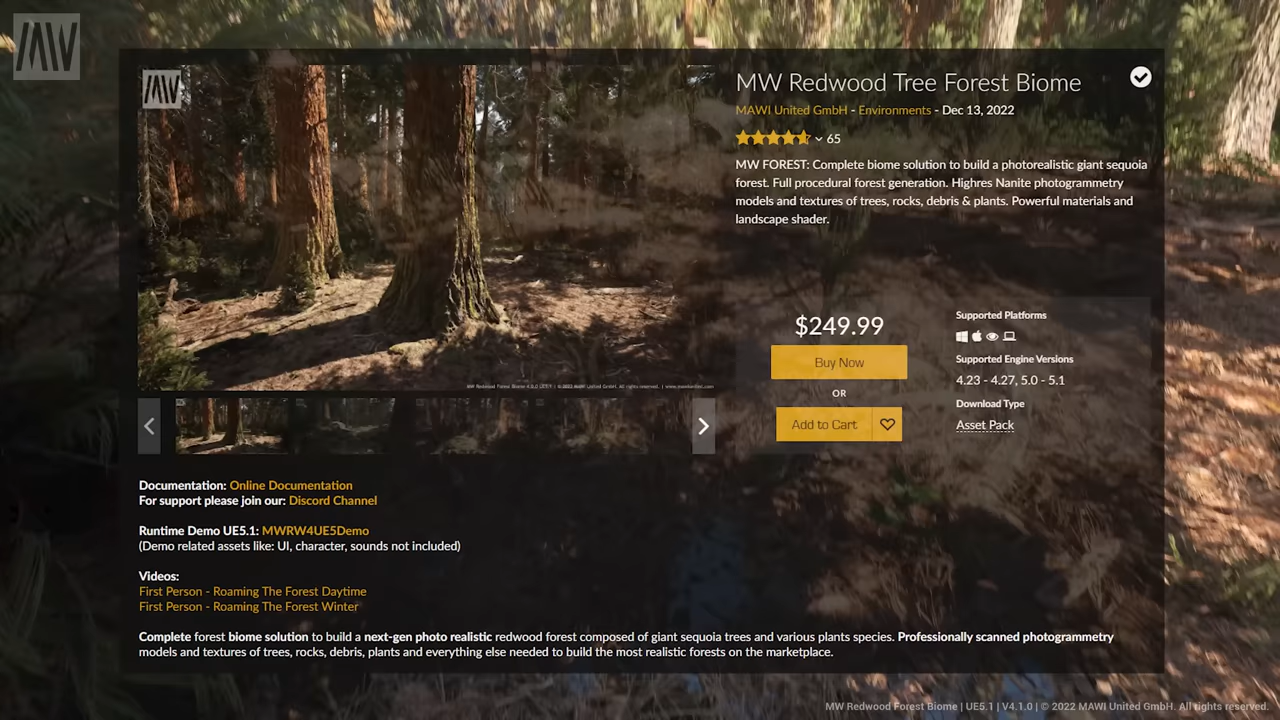 MW
MW
MW Redwood Tree Forest Biome
MAWI United GmbH - Environments - Dec 13, 2022
65
MW FOREST: Complete biome solution to build a photorealistic giant sequoia
forest. Full procedural forest generation. Highres Nanite photogrammetry
models and textures of trees, rocks, debris & plants. Powerful materials and
landscape shader.
$249.99
Buy Now
OR
Add to Cart
Supported Platforms
Supported Engine Versions
4.23 - 4.27, 5.0 - 5.1
Download Type
Asset Pack
Documentation: Online Documentation
For support please join our: Discord Channel
Runtime Demo UE5.1: MWRW4UE5Demo
(Demo related assets like: UI, character, sounds not included)
Videos:
First Person - Roaming The Forest Daytime
First Person - Roaming The Forest Winter
Complete forest biome solution to build a next-gen photo realistic redwood forest composed of giant sequoia trees and various plants species. Professionally scanned photogrammetry
models and textures of trees, rocks, debris, plants and everything else needed to build the most realistic forests on the marketplace.
MW Redwood Forest Biome | UE5.1 | V4.1.0 | © 2022 MAWI United GmbH. All rights reserved.